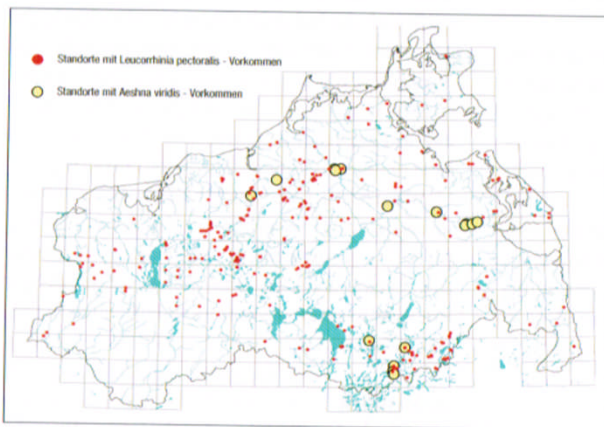 Standorte mit Leucorrhinia pectoralis - Vorkommen
Standorte mit Aeshna viridis - Vorkommen